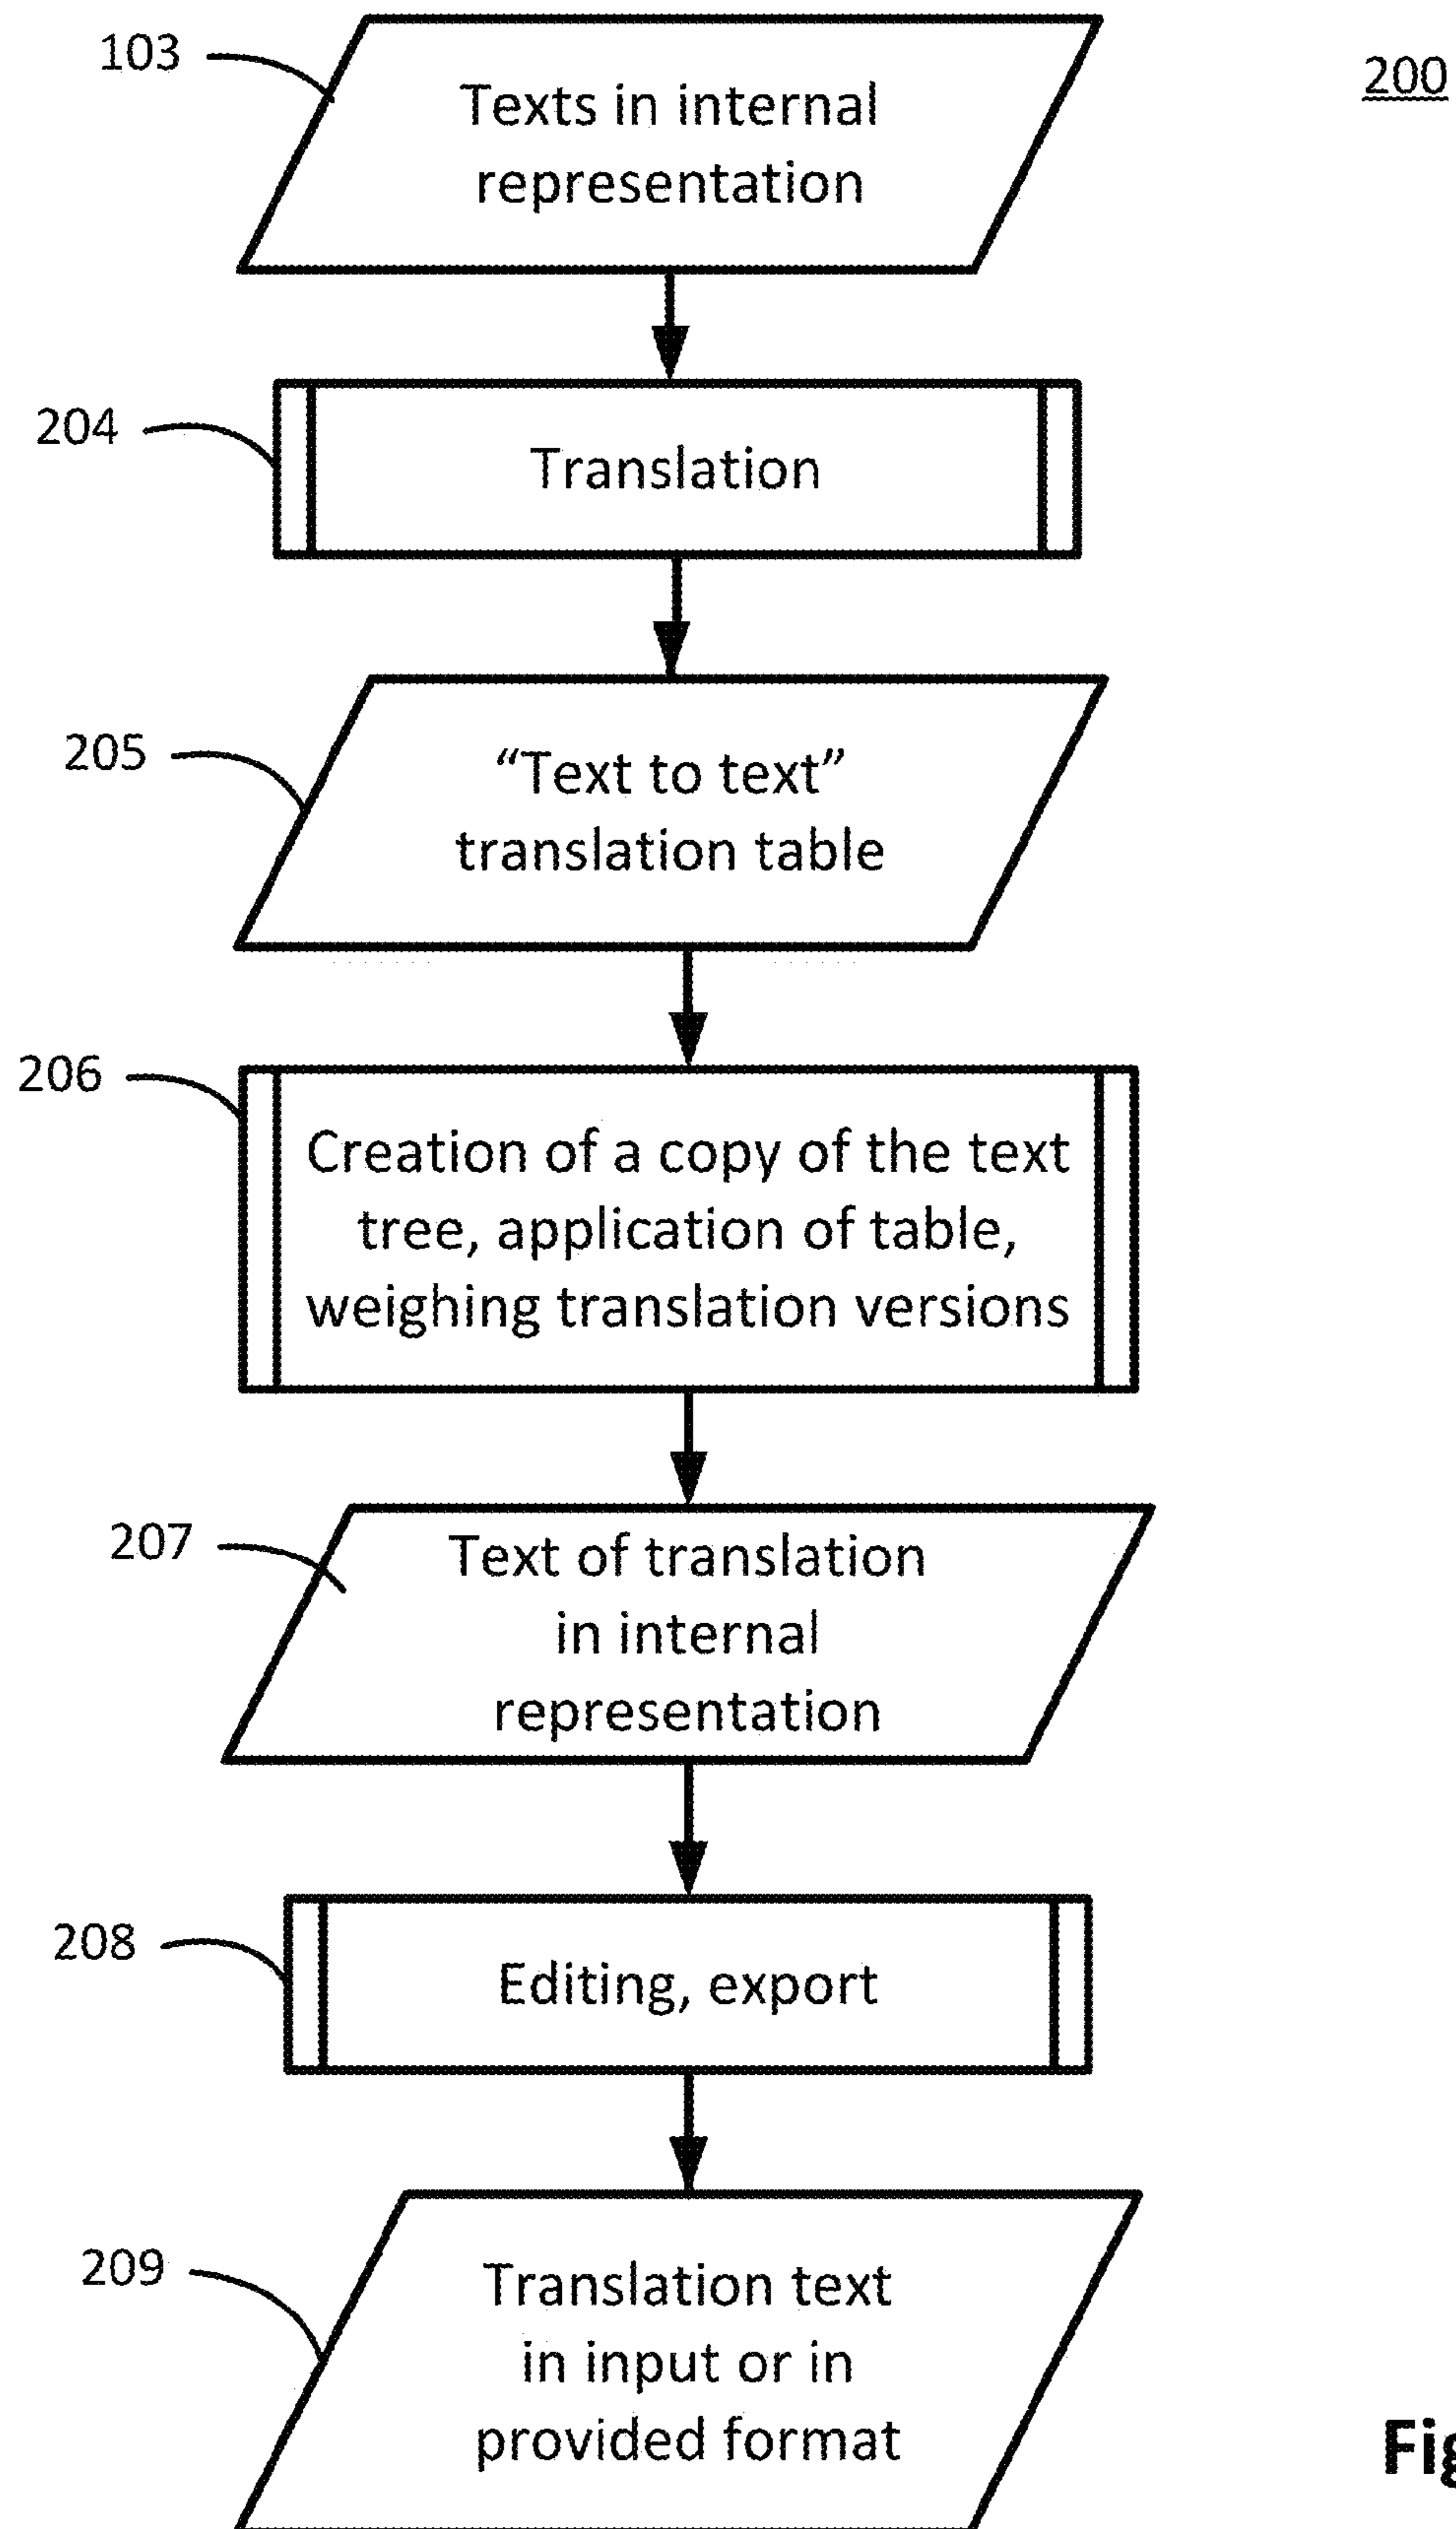 103
200
Texts in internal
representation
204
Translation
205
“Text to text”
translation table
206
Creation of a copy of the text
tree, application of table,
weighing translation versions
207
Text of translation
in internal
representation
208
Editing, export
209
Translation text
in input or in
provided format